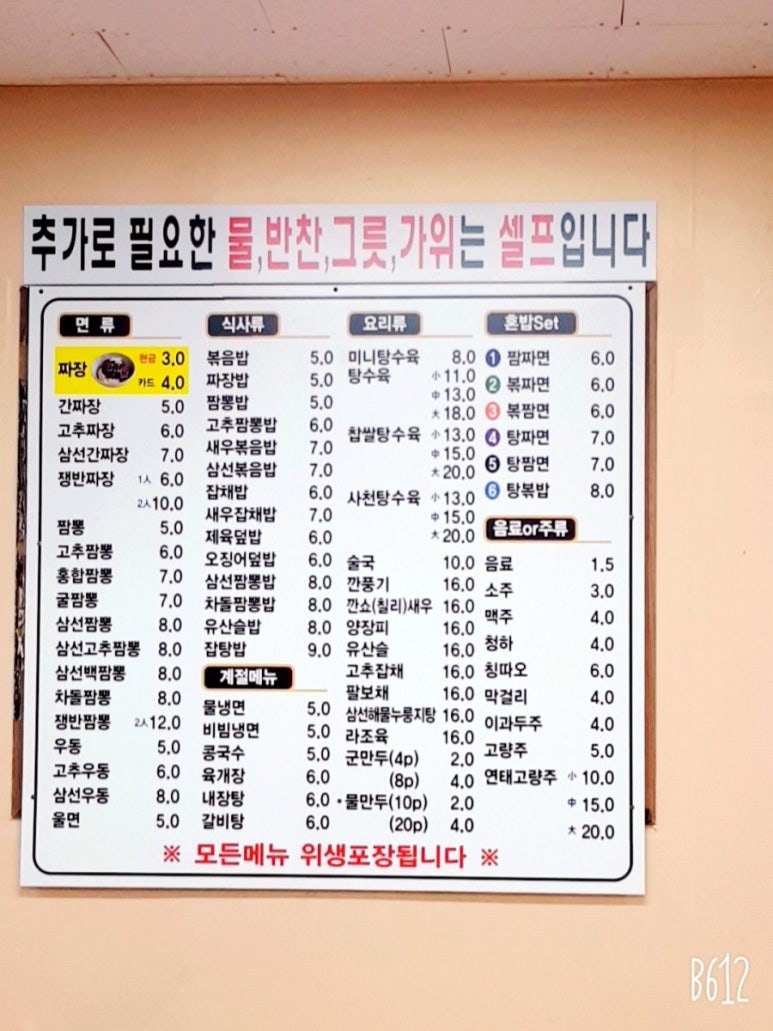 추가로 필요한 물,반찬,그릇,가위는 셀프입니다
면 류
짜장 현금 3.0
카드 4.0
간짜장 5.0
고추짜장 6.0
삼선간짜장 7.0
쟁반짜장 1人 6.0
2人 10.0
짬뽕 5.0
고추짬뽕 6.0
홍합짬뽕 7.0
굴짬뽕 7.0
삼선짬뽕 8.0
삼선고추짬뽕 8.0
삼선백짬뽕 8.0
차돌짬뽕 8.0
쟁반짬뽕 2人 12.0
우동 5.0
고추우동 6.0
삼선우동 8.0
울면 5.0
식사류
볶음밥 5.0
짜장밥 5.0
짬뽕밥 5.0
고추짬뽕밥 6.0
새우볶음밥 7.0
삼선볶음밥 7.0
잡채밥 6.0
새우잡채밥 7.0
제육덮밥 6.0
오징어덮밥 6.0
삼선짬뽕밥 8.0
차돌짬뽕밥 8.0
유산슬밥 8.0
잡탕밥 9.0
계절메뉴
물냉면 5.0
비빔냉면 5.0
콩국수 5.0
육개장 6.0
내장탕 6.0
갈비탕 6.0
요리류
미니탕수육 8.0
탕수육 小 11.0
中 13.0
大 18.0
찹쌀탕수육 小 13.0
中 15.0
大 20.0
사천탕수육 小 13.0
中 15.0
大 20.0
술국 10.0
깐풍기 16.0
깐쇼(칠리)새우 16.0
양장피 16.0
유산슬 16.0
고추잡채 16.0
팔보채 16.0
삼선해물누룽지탕 16.0
라조육 16.0
군만두(4p) 2.0
(8p) 4.0
·물만두(10p) 2.0
(20p) 4.0
혼밥Set
1 짬짜면 6.0
2 볶짜면 6.0
3 볶짬면 6.0
4 탕짜면 7.0
5 탕짬면 7.0
6 탕볶밥 8.0
음료or주류
음료 1.5
소주 3.0
맥주 4.0
청하 4.0
칭따오 6.0
막걸리 4.0
이과두주 4.0
고량주 5.0
연태고량주 小 10.0
中 15.0
大 20.0
※ 모든메뉴 위생포장됩니다 ※
B612